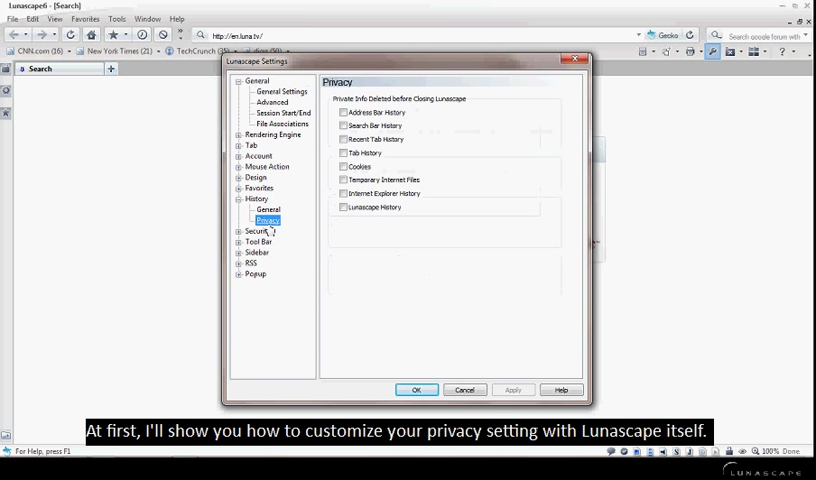 Lunascape6 - [Search]
File Edit View Favorites Tools Window Help
http://en.luna.tv/
Gecko
Search qcode forum with
CNN.com (16)
New York Times (21)
TechCrunch (35)
Search
Lunascape Settings
General
General Settings
Advanced
Session Start/End
File Associations
Rendering Engine
Tab
Account
Mouse Action
Design
Favorites
History
General
Privacy
Tool Bar
Sidebar
RSS
Popup
Privacy
Private Info Deleted before Closing Lunascape
Address Bar History
Search Bar History
Recent Tab History
Tab History
Cookies
Temporary Internet Files
Internet Explorer History
Lunascape History
OK Cancel Apply Help
At first, I'll show you how to customize your privacy setting with Lunascape itself.
For Help, press F1
100% Done
LUNASCAPE